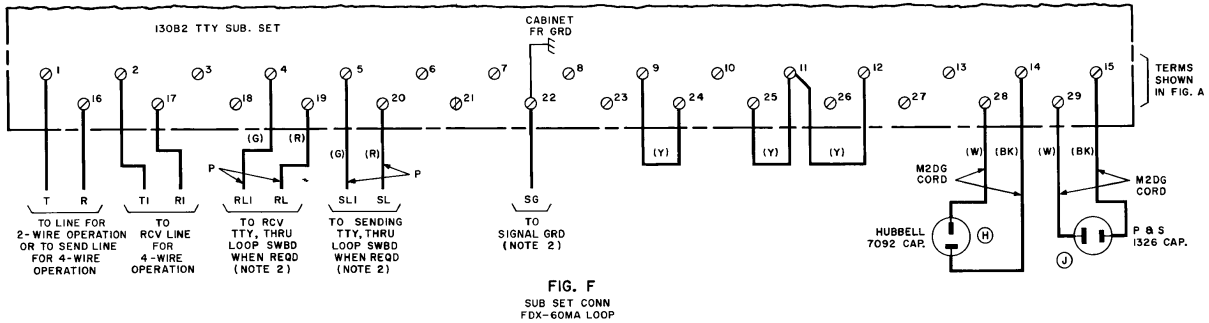 130B2 TTY SUB. SET
CABINET
FR GRD
1 2 3 4 5 6 7 8 9 10 11 12 13 14 15
16 17 18 19 20 21 22 23 24 25 26 27 28 29
TERMS
SHOWN
IN FIG. A
(G) (R) (G) (R) (Y) (Y) (Y) (W) (BK) (W) (BK)
P P
M2DG
CORD
M2DG
CORD
T R T1 R1 RL1 RL SL1 SL SG
TO LINE FOR
2-WIRE OPERATION
OR TO SEND LINE
FOR 4-WIRE
OPERATION
TO
RCV LINE
FOR
4-WIRE
OPERATION
TO RCV
TTY, THRU
LOOP SWBD
WHEN REQD
(NOTE 2)
TO SENDING
TTY, THRU
LOOP SWBD
WHEN REQD
(NOTE 2)
TO
SIGNAL GRD
(NOTE 2)
HUBBELL
7092 CAP.
H
J
P & S
1326 CAP.
FIG. F
SUB SET CONN
FDX-60MA LOOP